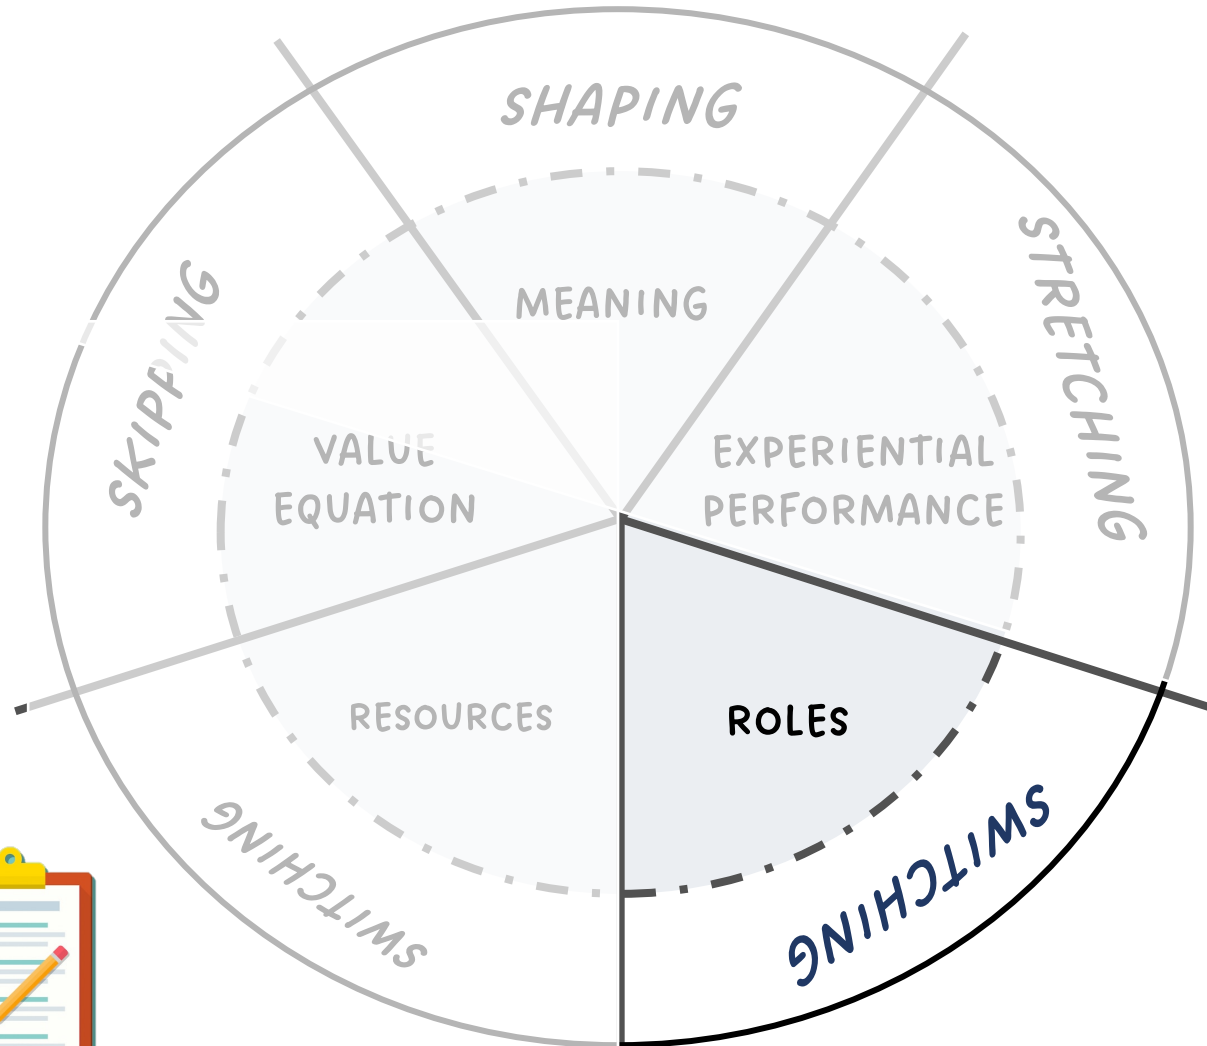 SHAPING
STRETCHING
SKIPPING
MEANING
VALUE
EQUATION
EXPERIENTIAL
PERFORMANCE
RESOURCES
ROLES
SWITCHING
SWITCHING